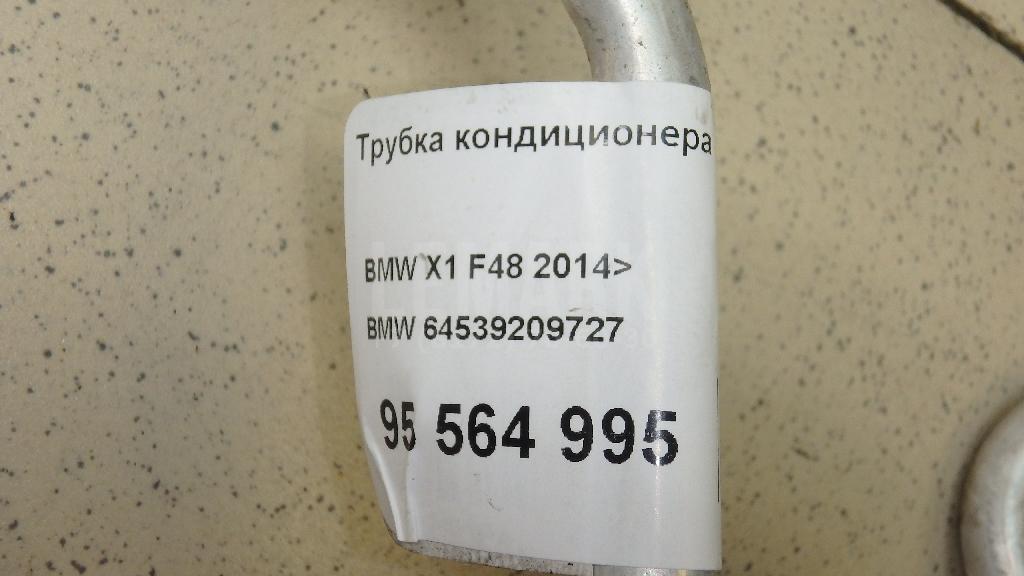 Трубка кондиционера
BMW X1 F48 2014>
BMW 64539209727
95 564 995